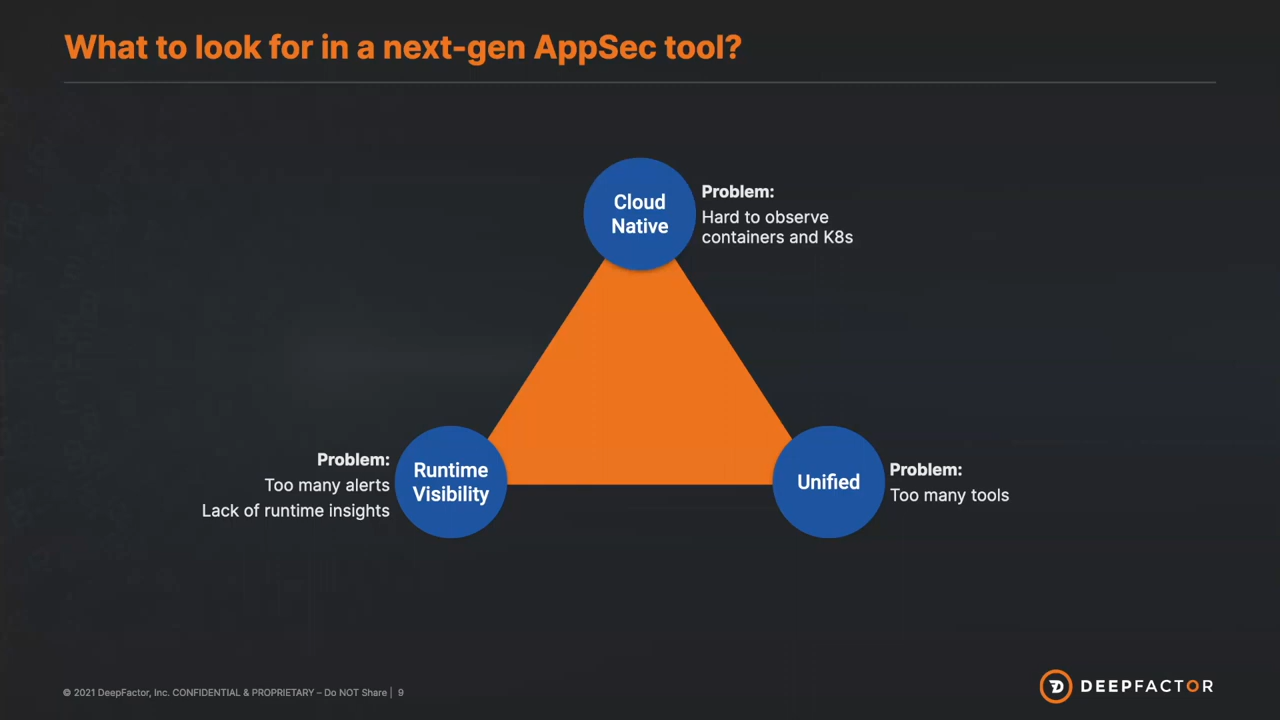 What to look for in a next-gen AppSec tool?
Cloud
Native
Problem:
Hard to observe
containers and K8s
Problem:
Too many alerts
Lack of runtime insights
Runtime
Visibility
Unified
Problem:
Too many tools
© 2021 DeepFactor, Inc. CONFIDENTIAL & PROPRIETARY – Do NOT Share | 9
DEEPFACTOR